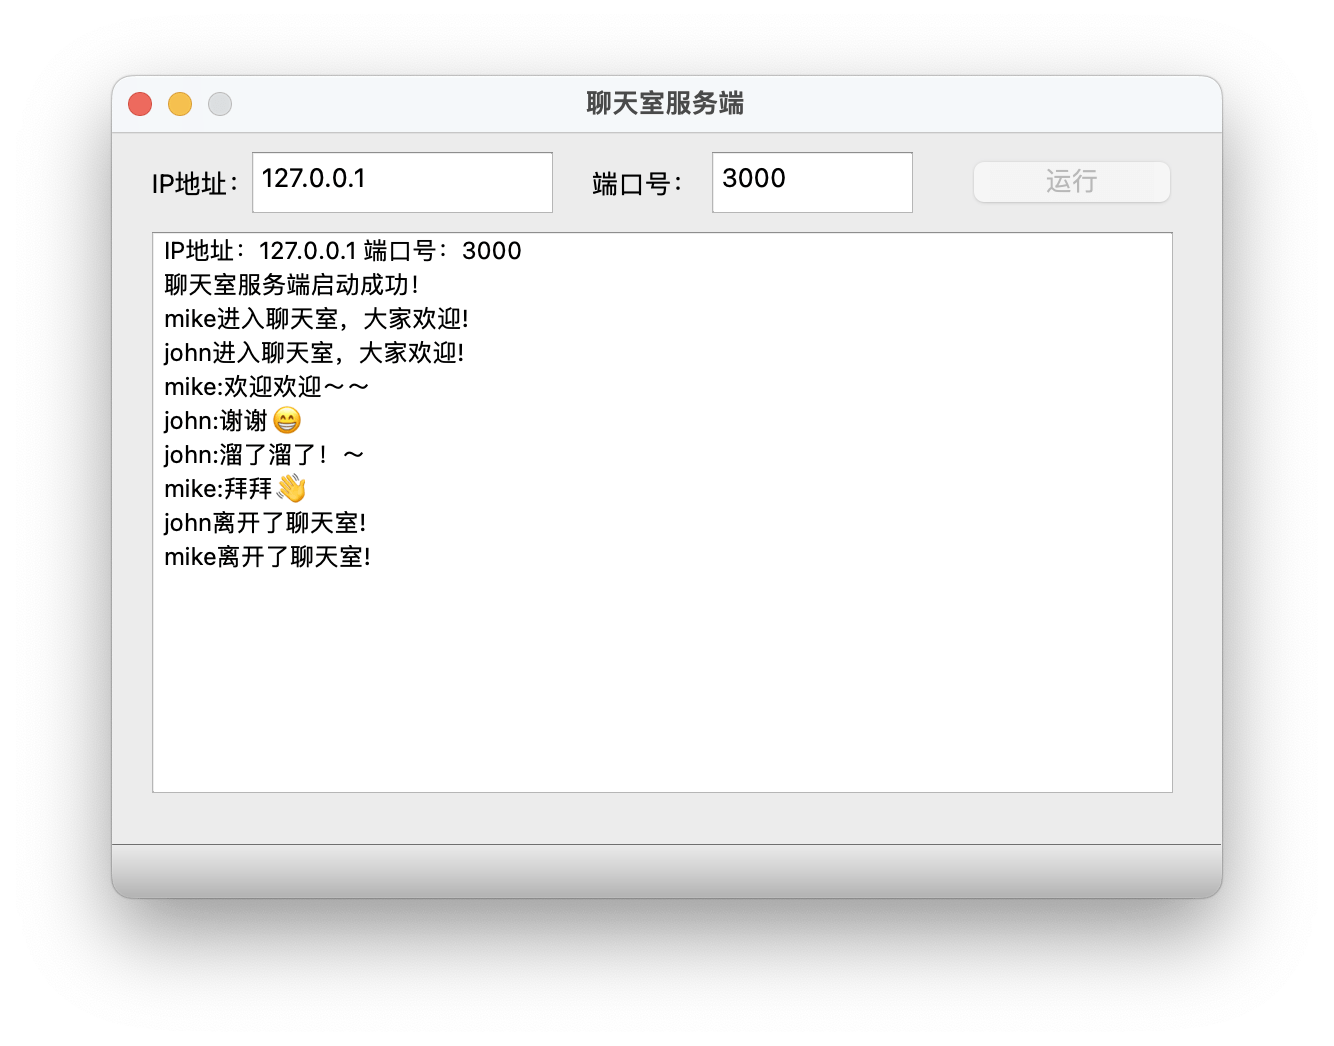 聊天室服务端
IP地址： 127.0.0.1 端口号： 3000 运行
IP地址：127.0.0.1 端口号：3000
聊天室服务端启动成功！
mike进入聊天室，大家欢迎!
john进入聊天室，大家欢迎!
mike:欢迎欢迎～～
john:谢谢😁
john:溜了溜了！～
mike:拜拜👋
john离开了聊天室!
mike离开了聊天室!